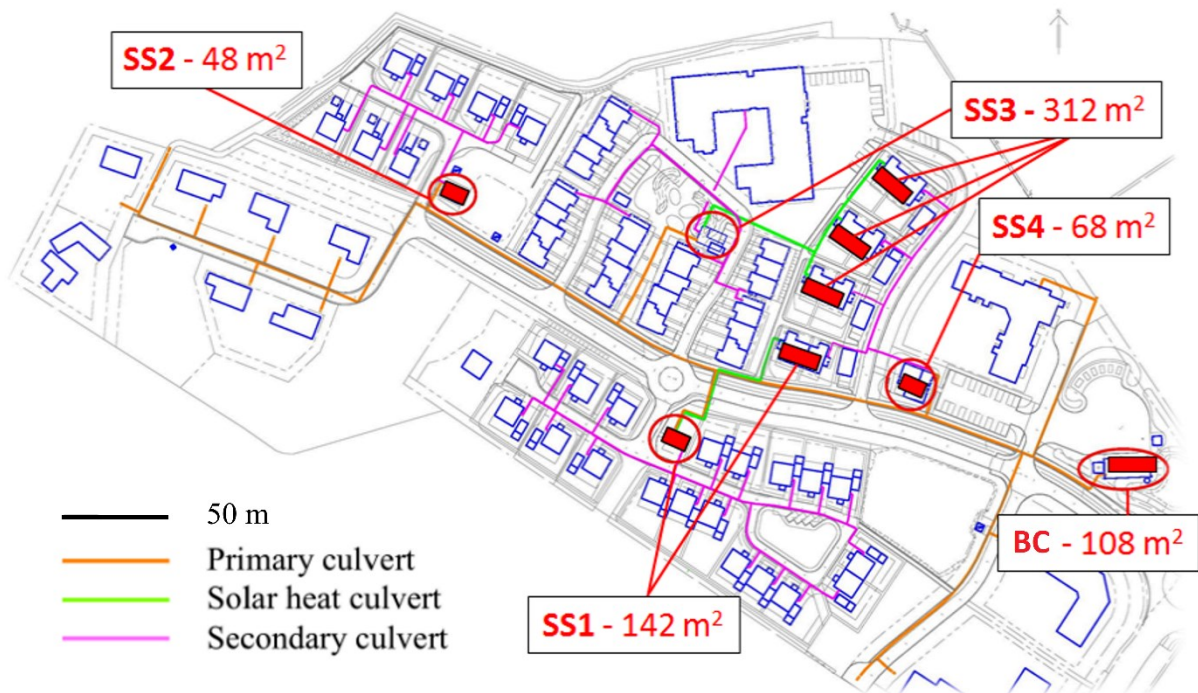 SS2 - 48 m²
SS3 - 312 m²
SS4 - 68 m²
50 m
Primary culvert
Solar heat culvert
Secondary culvert
BC - 108 m²
SS1 - 142 m²